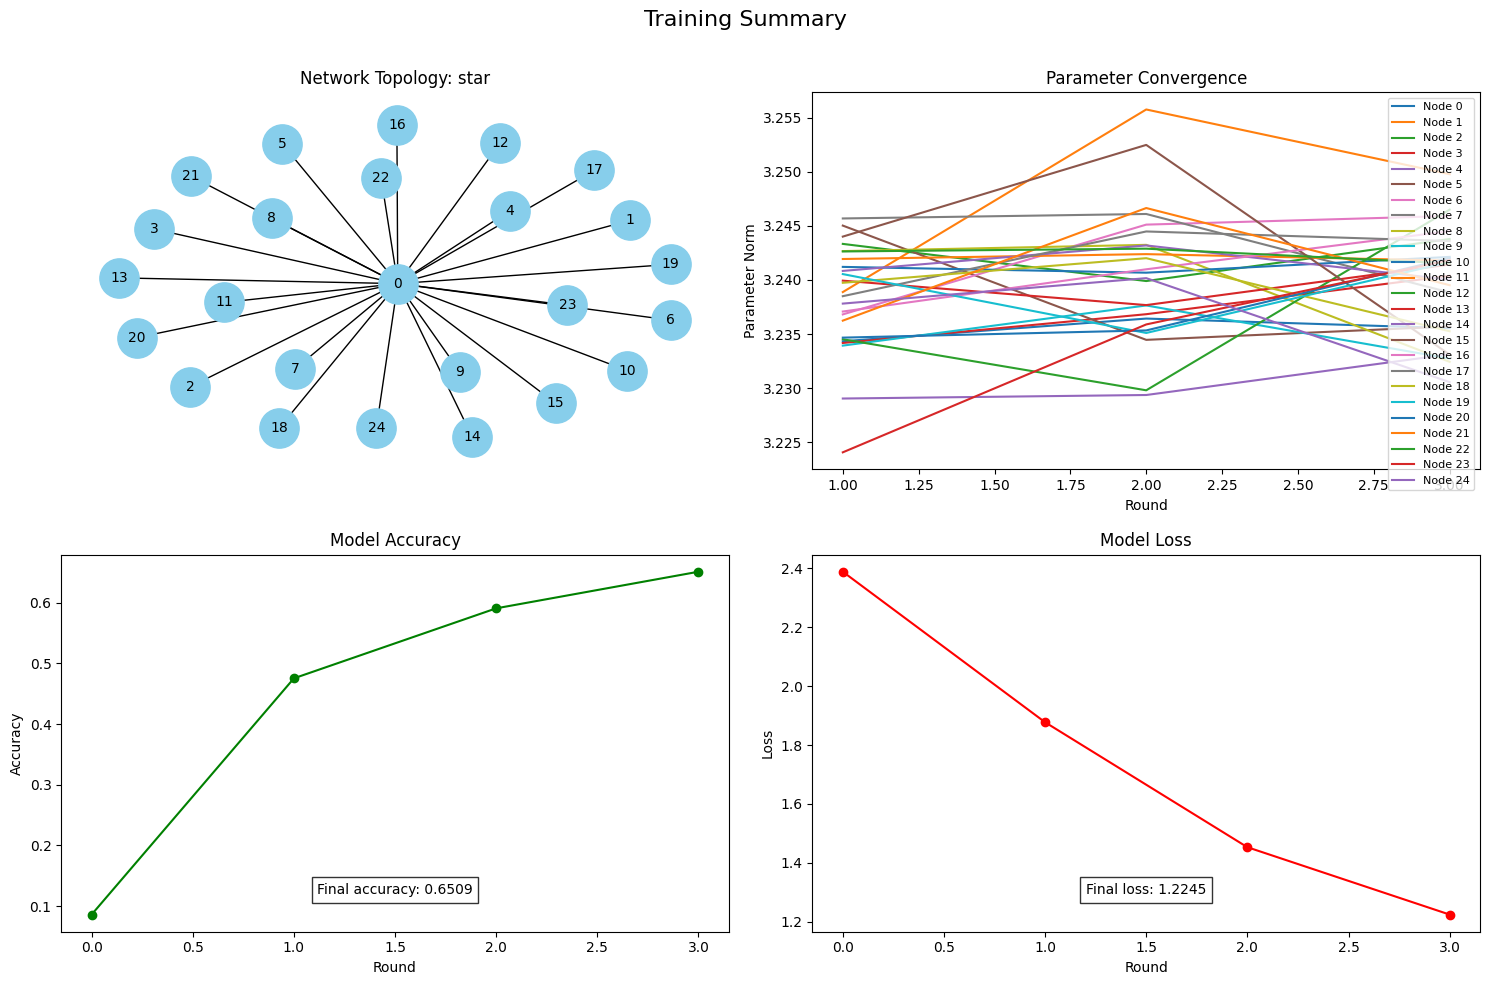 Training Summary
Network Topology: star
16
5
12
17
21
22
4
8
1
3
19
13
0
11
23
6
20
7
9
10
2
15
18
24
14
Parameter Convergence
Parameter Norm
3.255
3.250
3.245
3.240
3.235
3.230
3.225
1.00
1.25
1.50
1.75
2.00
2.25
2.50
2.75
3.00
Round
Node 0
Node 1
Node 2
Node 3
Node 4
Node 5
Node 6
Node 7
Node 8
Node 9
Node 10
Node 11
Node 12
Node 13
Node 14
Node 15
Node 16
Node 17
Node 18
Node 19
Node 20
Node 21
Node 22
Node 23
Node 24
Model Accuracy
Accuracy
0.6
0.5
0.4
0.3
0.2
0.1
Final accuracy: 0.6509
0.0
0.5
1.0
1.5
2.0
2.5
3.0
Round
Model Loss
Loss
2.4
2.2
2.0
1.8
1.6
1.4
1.2
Final loss: 1.2245
0.0
0.5
1.0
1.5
2.0
2.5
3.0
Round